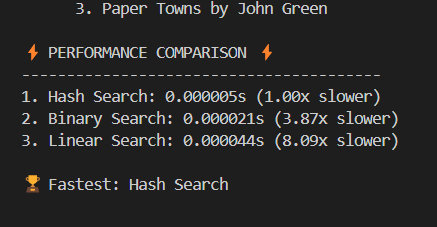 3. Paper Towns by John Green
⚡ PERFORMANCE COMPARISON ⚡
----------------------------------------
1. Hash Search: 0.000005s (1.00x slower)
2. Binary Search: 0.000021s (3.87x slower)
3. Linear Search: 0.000044s (8.09x slower)
🏆 Fastest: Hash Search